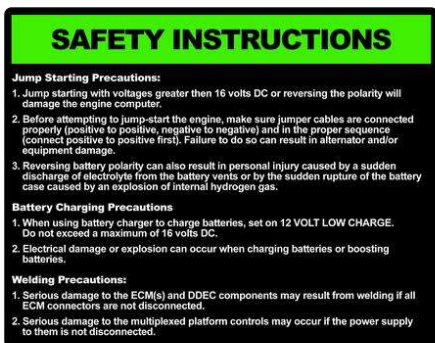 SAFETY INSTRUCTIONS
Jump Starting Precautions:
1. Jump starting with voltages greater then 16 volts DC or reversing the polarity will
damage the engine computer.
2. Before attempting to jump-start the engine, make sure jumper cables are connected
properly (positive to positive, negative to negative) and in the proper sequence
(connect positive to positive first). Failure to do so can result in alternator and/or
equipment damage.
3. Reversing battery polarity can also result in personal injury caused by a sudden
discharge of electrolyte from the battery vents or by the sudden rupture of the battery
case caused by an explosion of internal hydrogen gas.
Battery Charging Precautions
1. When using battery charger to charge batteries, set on 12 VOLT LOW CHARGE.
Do not exceed a maximum of 16 volts DC.
2. Electrical damage or explosion can occur when charging batteries or boosting
batteries.
Welding Precautions:
1. Serious damage to the ECM(s) and DDEC components may result from welding if all
ECM connectors are not disconnected.
2. Serious damage to the multiplexed platform controls may occur if the power supply
to them is not disconnected.